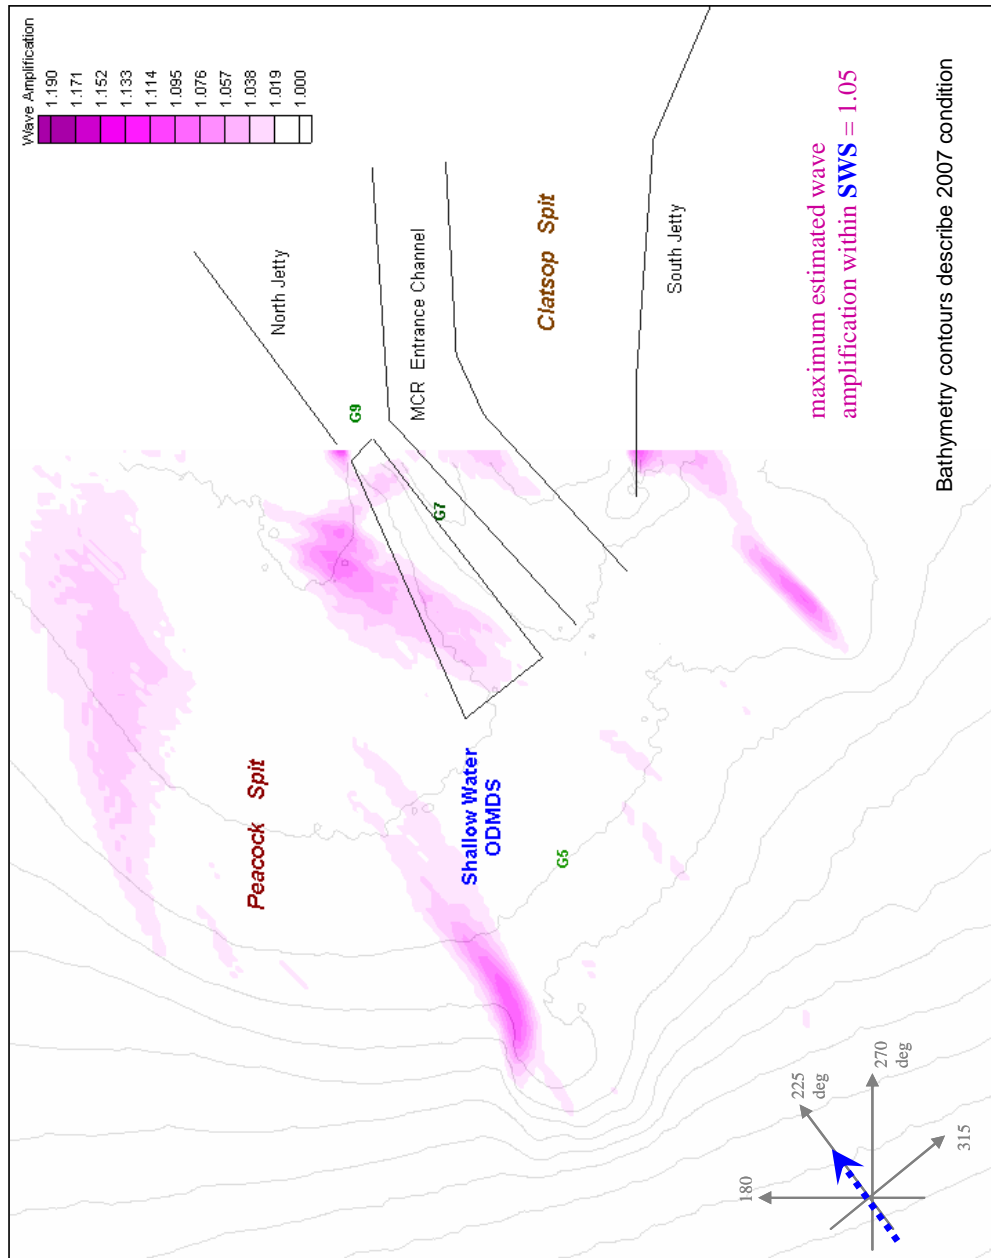 Wave Amplification
1.190
1.171
1.152
1.133
1.114
1.095
1.076
1.057
1.038
1.019
1.000
North Jetty
G9
MCR Entrance Channel
G7
Clatsop Spit
South Jetty
maximum estimated wave
amplification within SWS = 1.05
Bathymetry contours describe 2007 condition
Peacock Spit
Shallow Water
ODMDS
G5
180
225
deg
270
deg
315